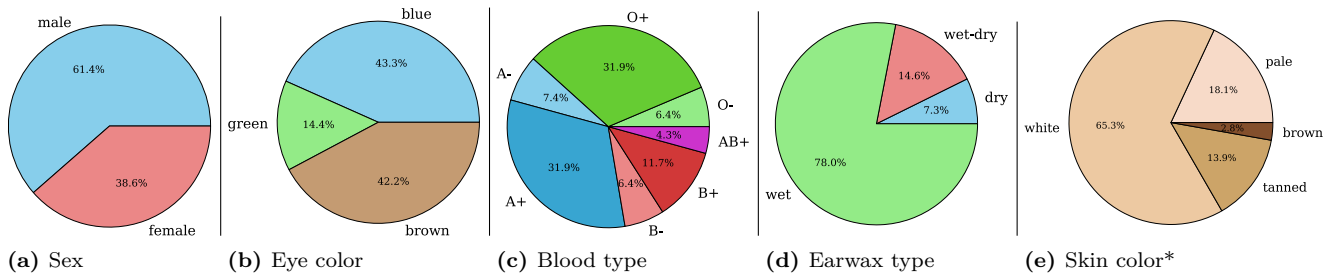 male
61.4%
38.6%
female
(a) Sex
blue
43.3%
green
14.4%
42.2%
brown
(b) Eye color
O+
31.9%
A-
7.4%
O-
6.4%
AB+
4.3%
31.9%
11.7%
6.4%
A+
B+
B-
(c) Blood type
wet-dry
14.6%
dry
7.3%
78.0%
wet
(d) Earwax type
pale
18.1%
white
65.3%
2.8%
brown
13.9%
tanned
(e) Skin color*